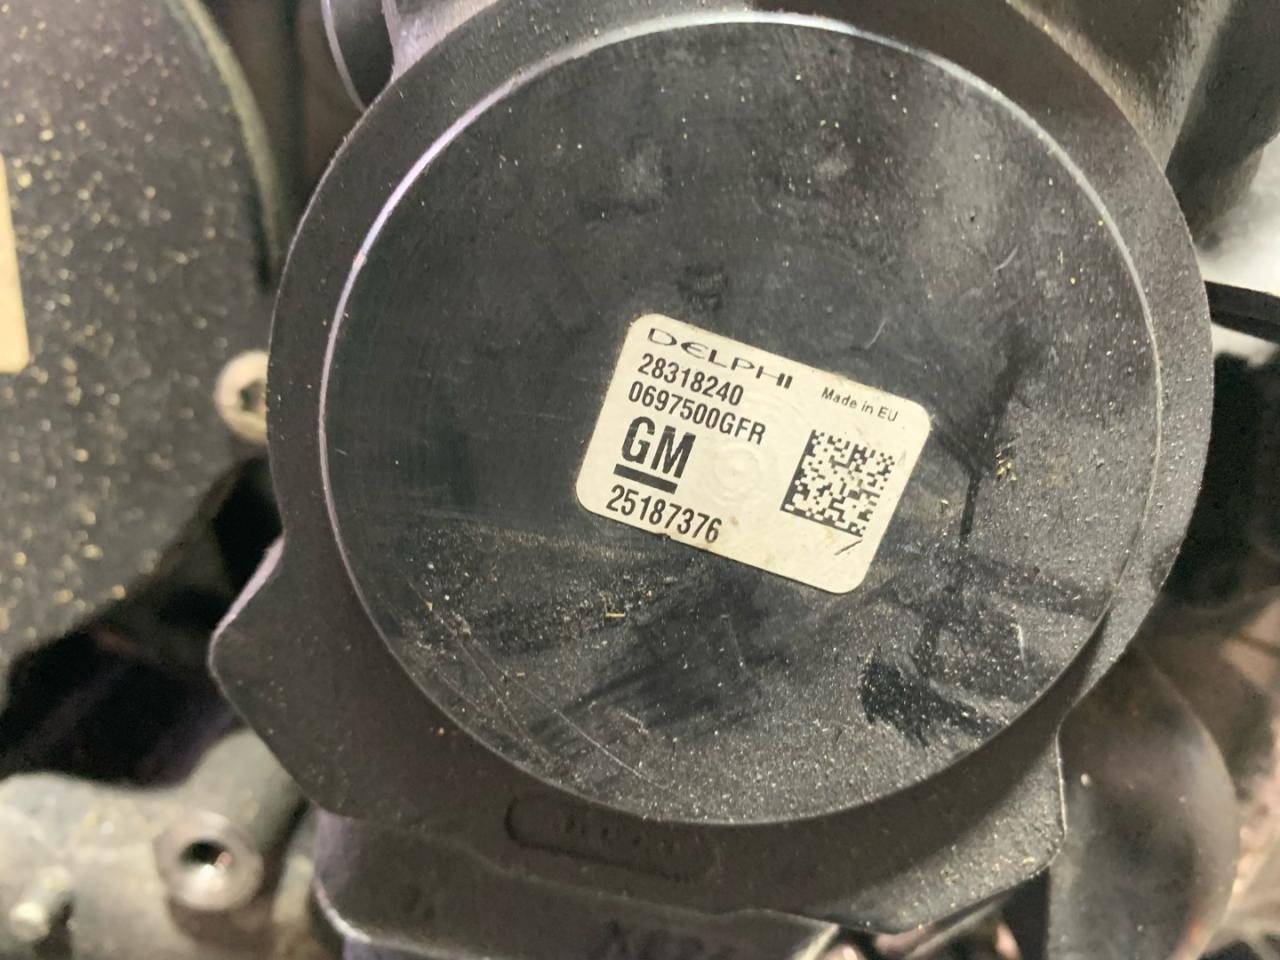 DELPHI
28318240
Made in EU
0697500GFR
GM
25187376